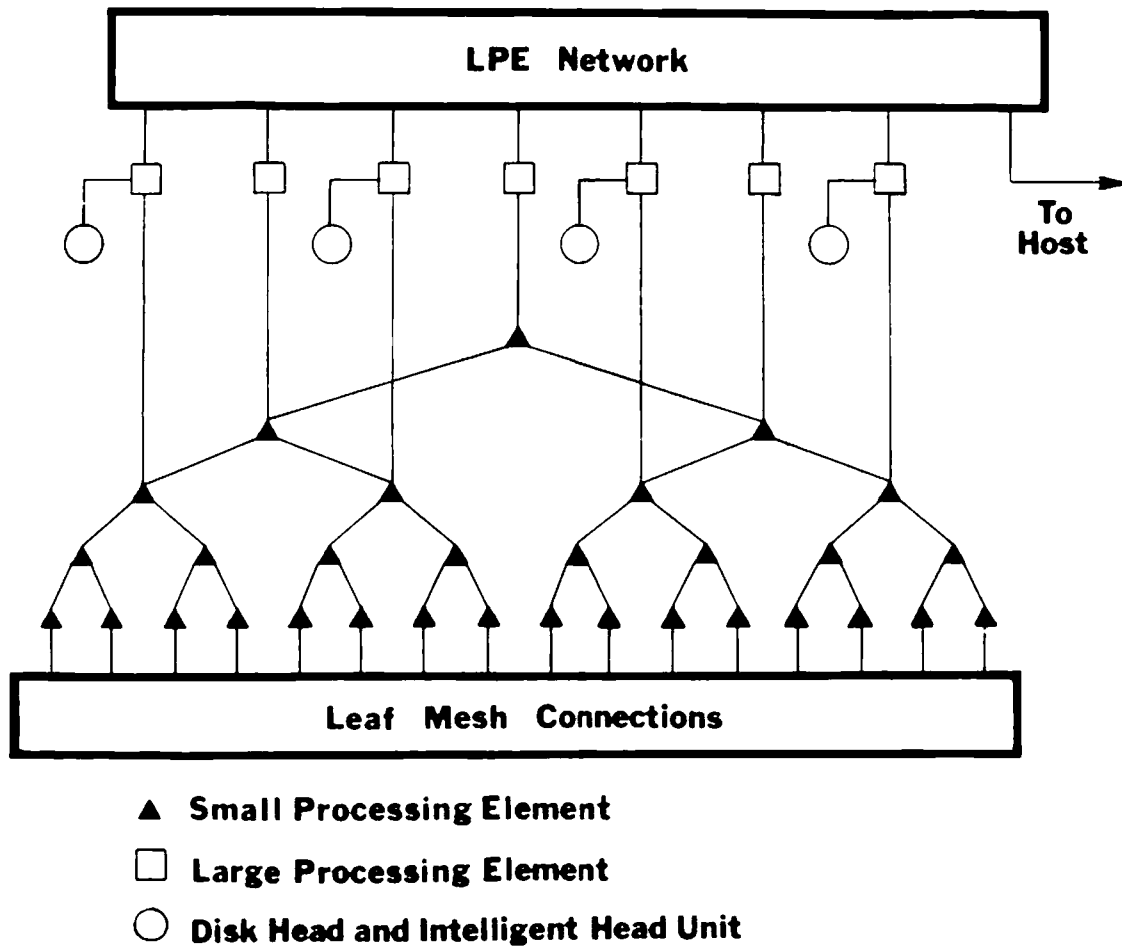 LPE Network
To
Host
Leaf Mesh Connections
Small Processing Element
Large Processing Element
Disk Head and Intelligent Head Unit